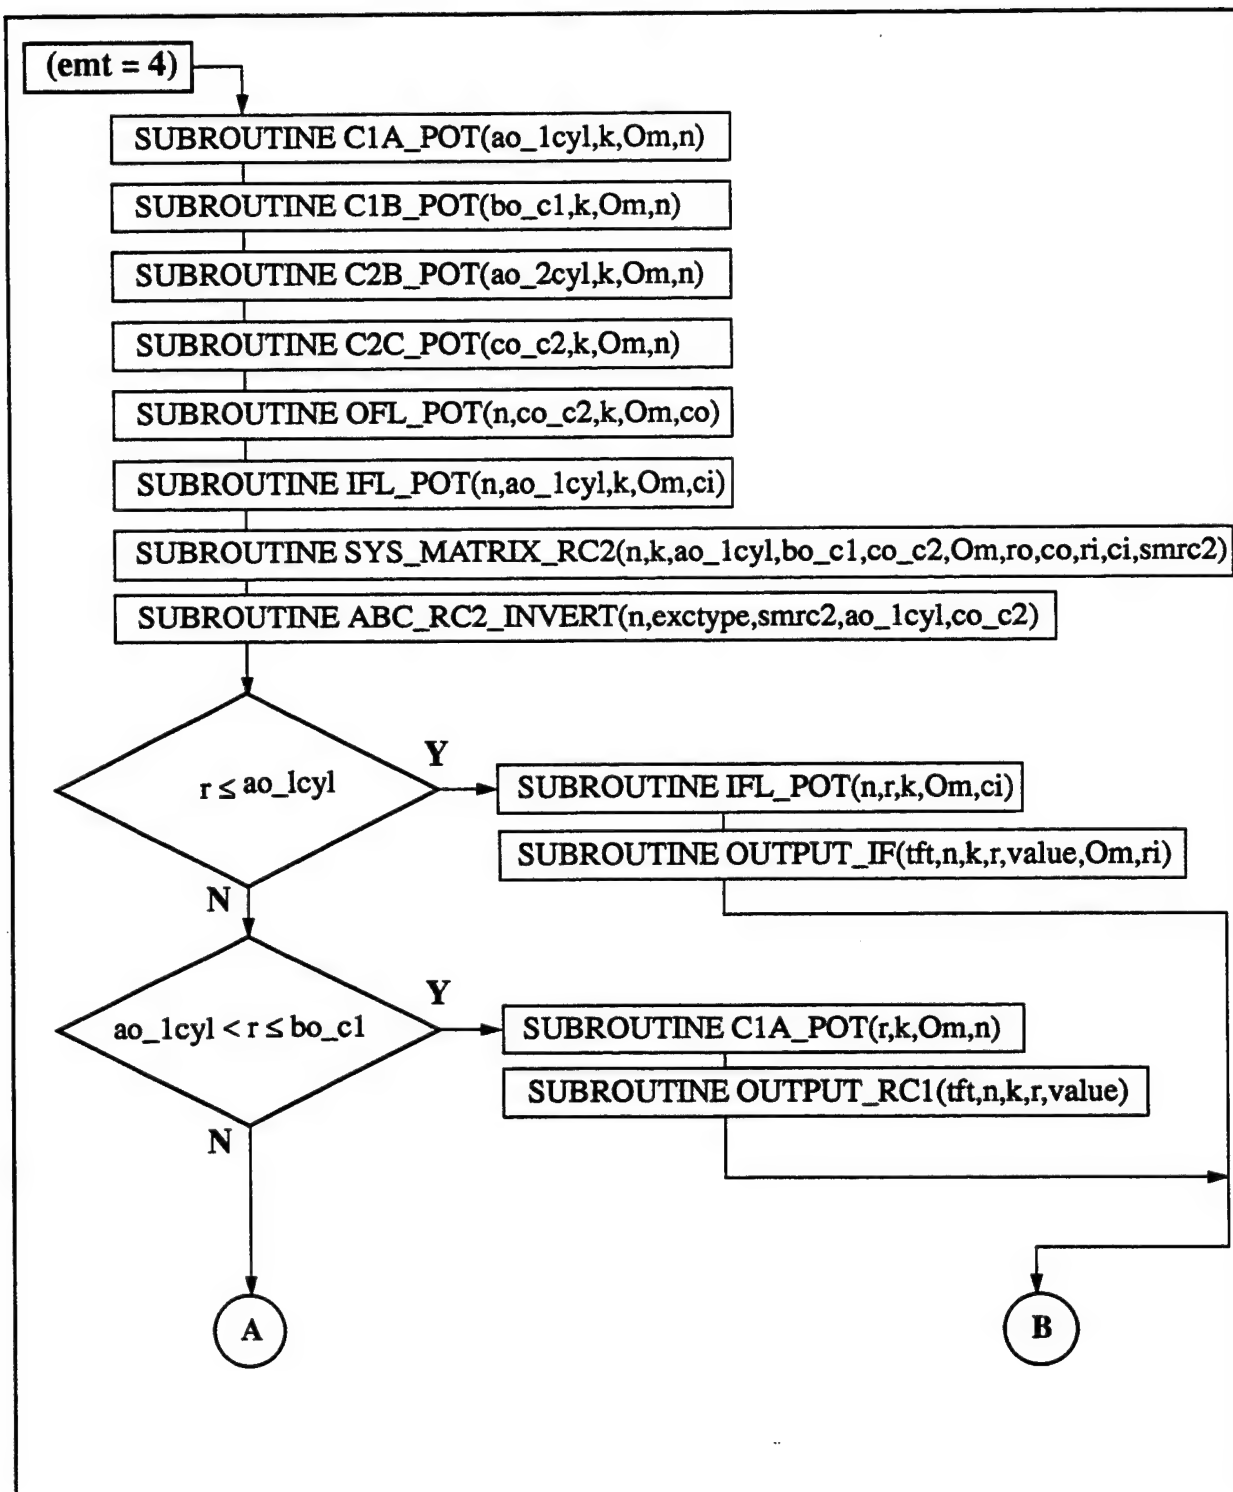 (emt = 4)
SUBROUTINE C1A_POT(ao_1cyl,k,Om,n)
SUBROUTINE C1B_POT(bo_c1,k,Om,n)
SUBROUTINE C2B_POT(ao_2cyl,k,Om,n)
SUBROUTINE C2C_POT(co_c2,k,Om,n)
SUBROUTINE OFL_POT(n,co_c2,k,Om,co)
SUBROUTINE IFL_POT(n,ao_1cyl,k,Om,ci)
SUBROUTINE SYS_MATRIX_RC2(n,k,ao_1cyl,bo_c1,co_c2,Om,ro,co,ri,ci,smrc2)
SUBROUTINE ABC_RC2_INVERT(n,exctype,smrc2,ao_1cyl,co_c2)
r ≤ ao_1cyl
Y
SUBROUTINE IFL_POT(n,r,k,Om,ci)
SUBROUTINE OUTPUT_IF(tft,n,k,r,value,Om,ri)
N
ao_1cyl < r ≤ bo_c1
Y
SUBROUTINE C1A_POT(r,k,Om,n)
SUBROUTINE OUTPUT_RC1(tft,n,k,r,value)
N
A
B